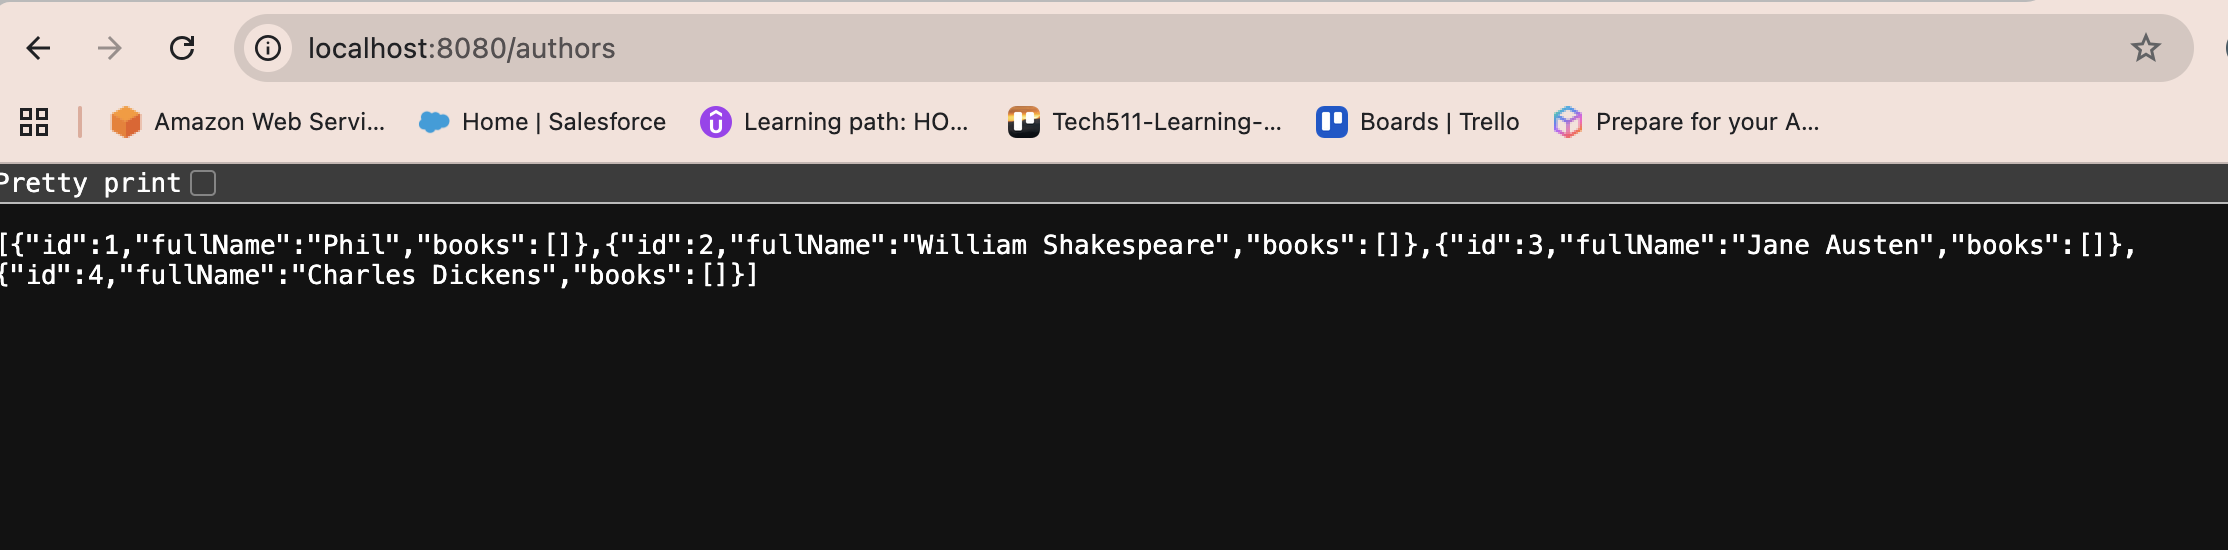 localhost:8080/authors
Amazon Web Servi... Home | Salesforce Learning path: HO... Tech511-Learning-... Boards | Trello Prepare for your A...
Pretty print
[{"id":1,"fullName":"Phil","books":[]},{"id":2,"fullName":"William Shakespeare","books":[]},{"id":3,"fullName":"Jane Austen","books":[]},
{"id":4,"fullName":"Charles Dickens","books":[]}]